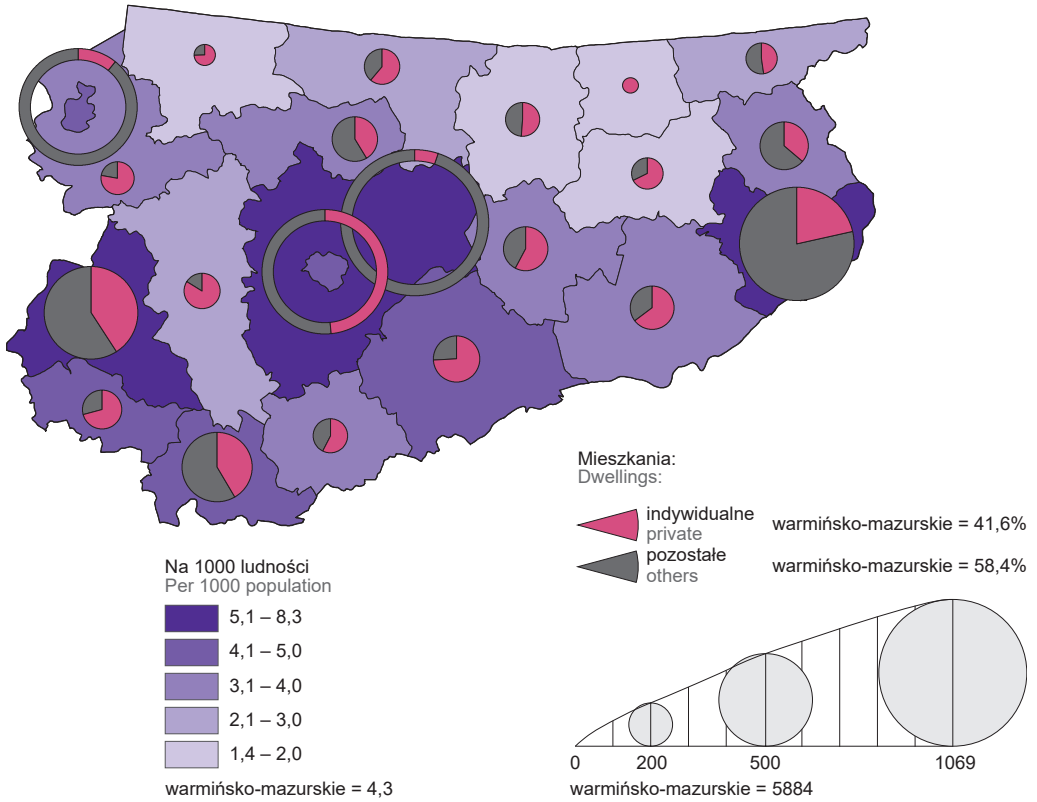 Mieszkania:
Dwellings:
indywidualne
private
warmińsko-mazurskie = 41,6%
pozostałe
others
warmińsko-mazurskie = 58,4%
Na 1000 ludności
Per 1000 population
5,1 – 8,3
4,1 – 5,0
3,1 – 4,0
2,1 – 3,0
1,4 – 2,0
warmińsko-mazurskie = 4,3
0 200 500 1069
warmińsko-mazurskie = 5884